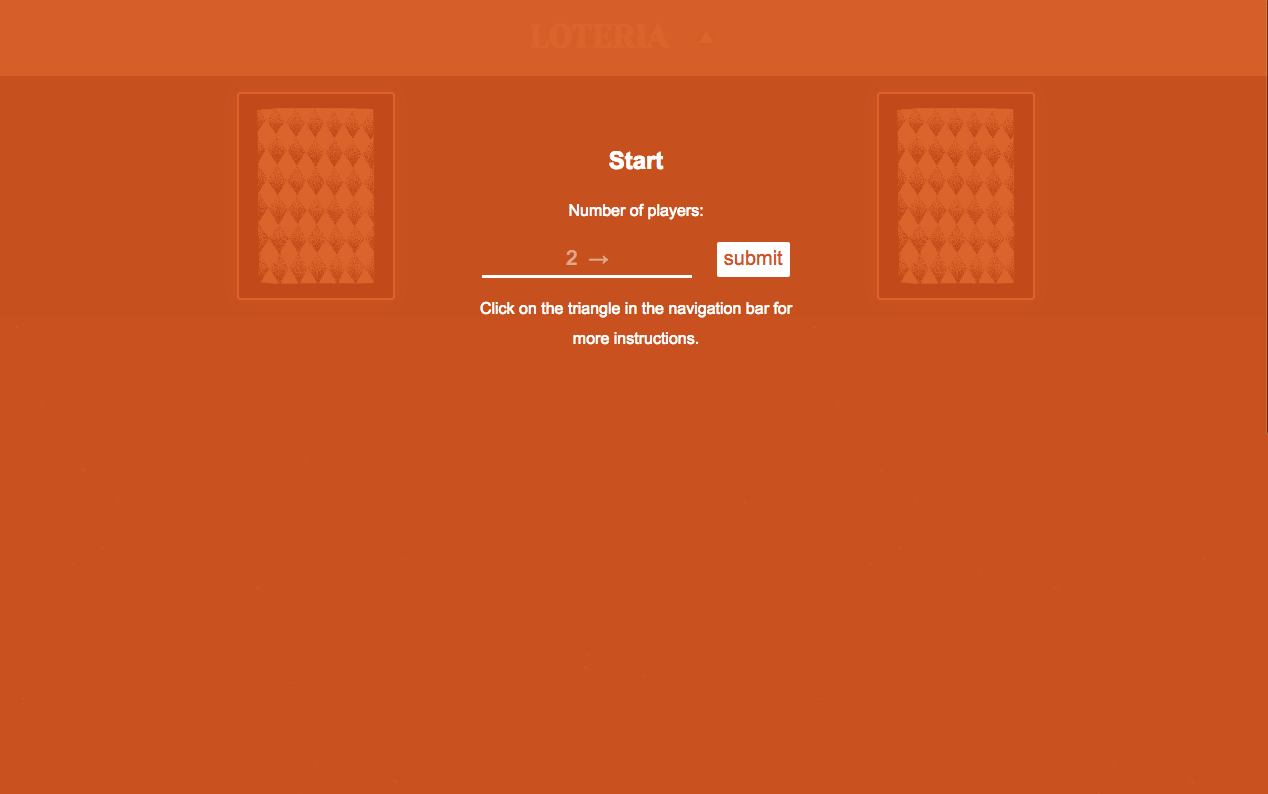 LOTERIA ▲
Start
Number of players:
2 →
submit
Click on the triangle in the navigation bar for
more instructions.